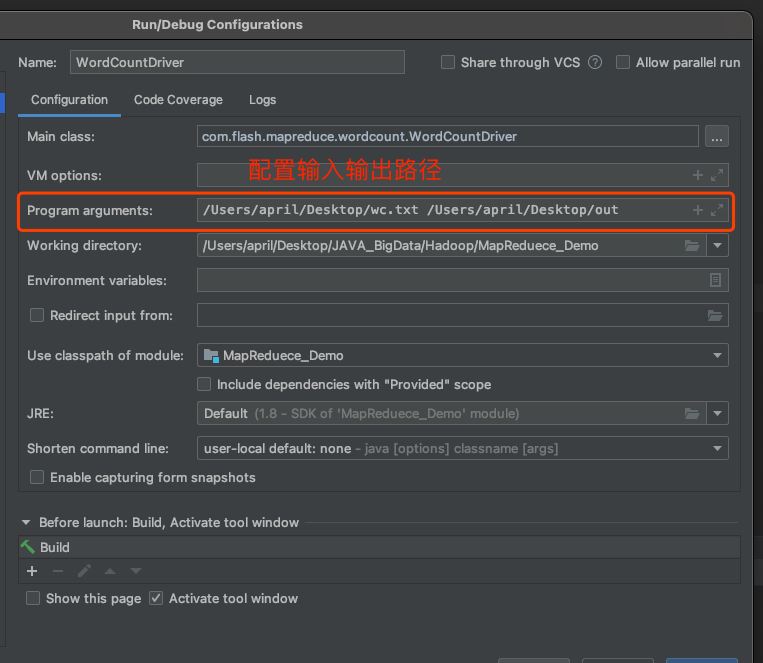 Run/Debug Configurations
Name: WordCountDriver Share through VCS ? Allow parallel run
Configuration Code Coverage Logs
Main class: com.flash.mapreduce.wordcount.WordCountDriver ...
配置输入输出路径
VM options:
Program arguments: /Users/april/Desktop/wc.txt /Users/april/Desktop/out
Working directory: /Users/april/Desktop/JAVA_BigData/Hadoop/MapReduece_Demo
Environment variables:
Redirect input from:
Use classpath of module: MapReduece_Demo
Include dependencies with "Provided" scope
JRE: Default (1.8 - SDK of 'MapReduece_Demo' module)
Shorten command line: user-local default: none - java [options] classname [args]
Enable capturing form snapshots
Before launch: Build, Activate tool window
Build
Show this page Activate tool window